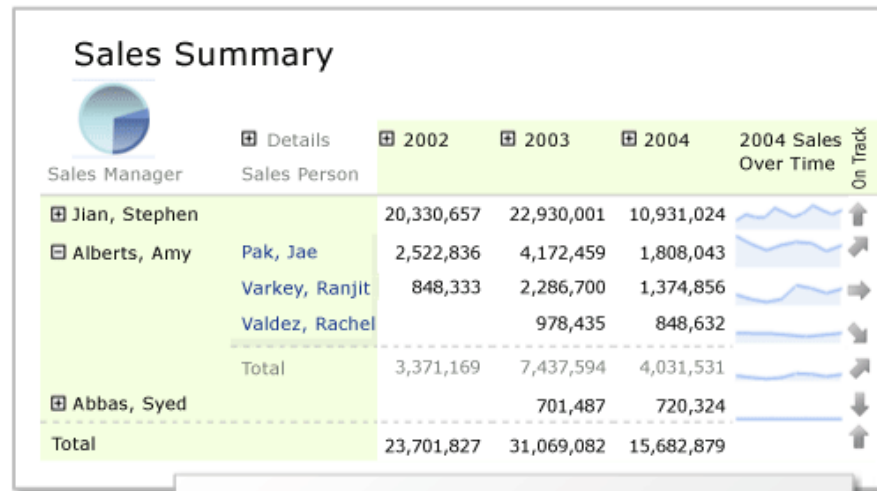 Sales Summary
Details 2002 2003 2004 2004 Sales Over Time On Track
Sales Manager Sales Person
Jian, Stephen 20,330,657 22,930,001 10,931,024
Alberts, Amy Pak, Jae 2,522,836 4,172,459 1,808,043
Varkey, Ranjit 848,333 2,286,700 1,374,856
Valdez, Rachel 978,435 848,632
Total 3,371,169 7,437,594 4,031,531
Abbas, Syed 701,487 720,324
Total 23,701,827 31,069,082 15,682,879